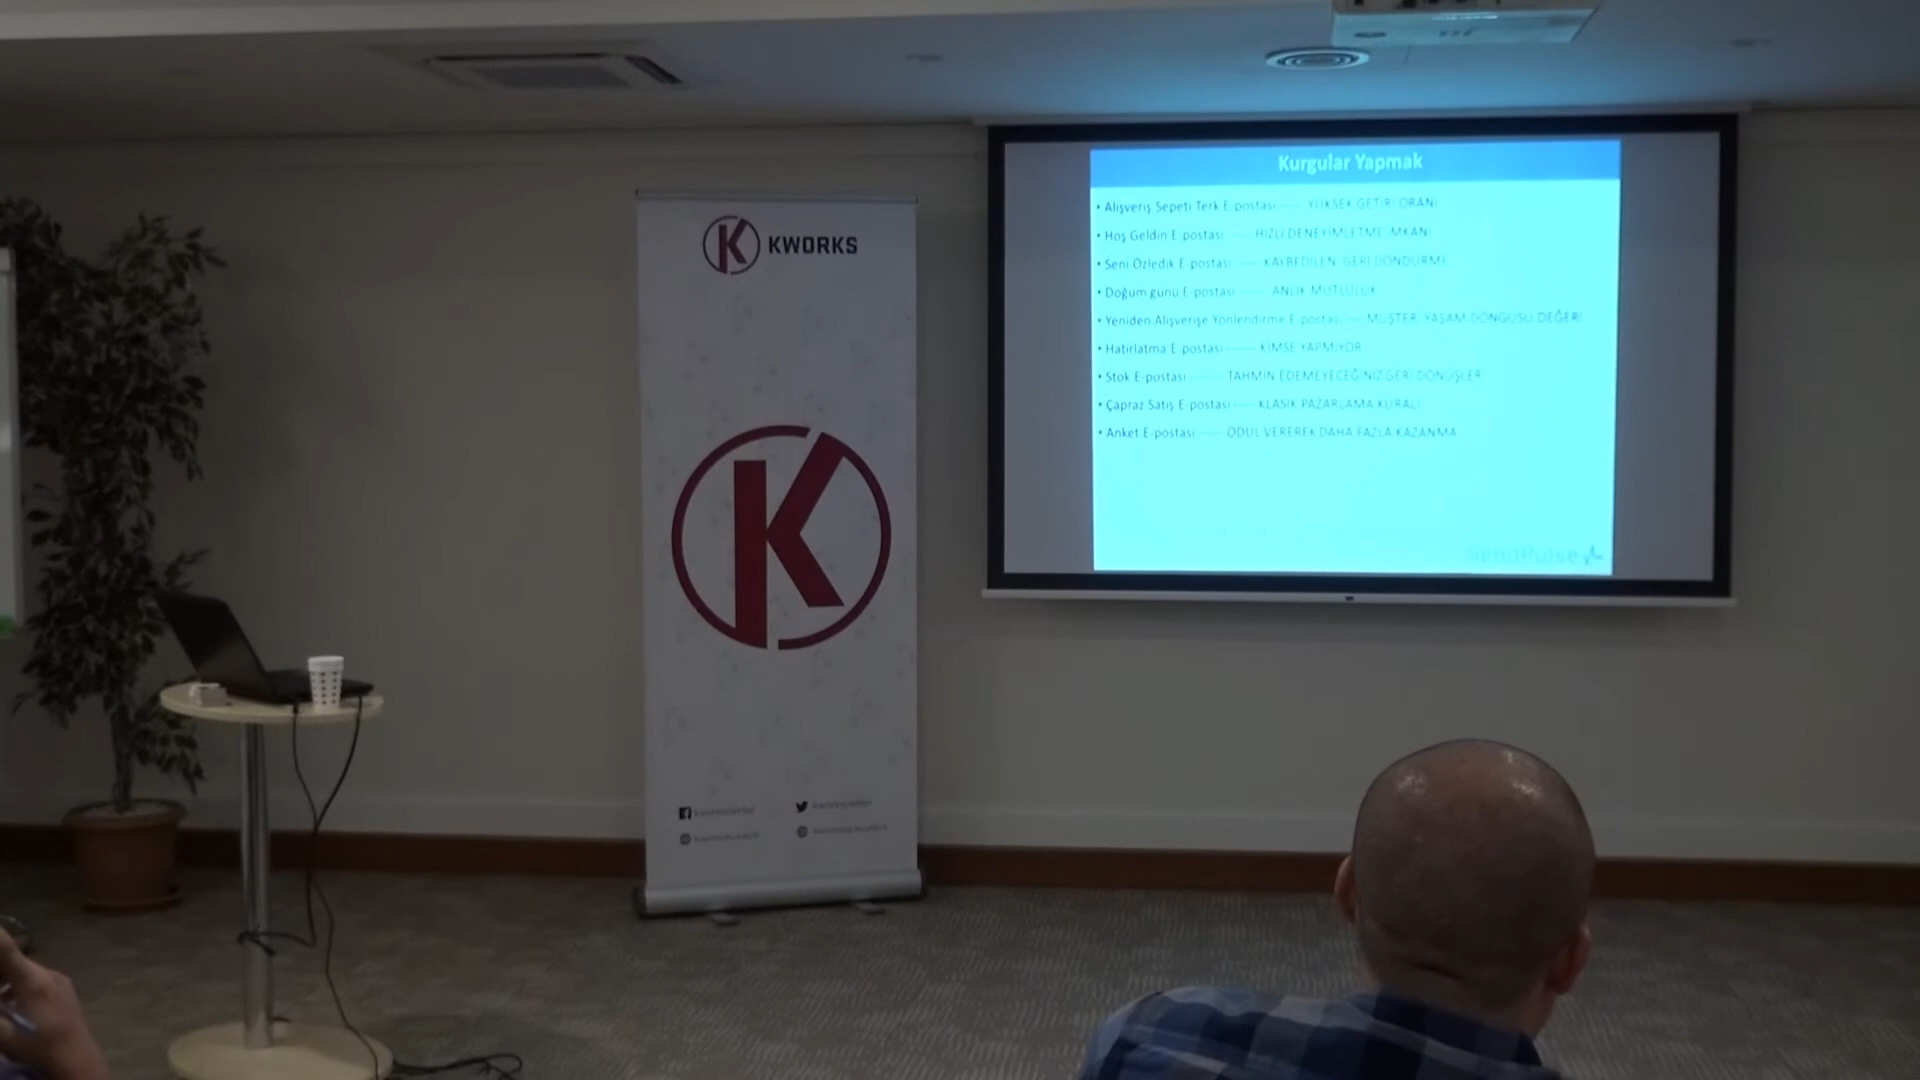 KWORKS
Kurgular Yapmak
• Alışveriş Sepeti Terk E-postası ----- YÜKSEK GETİRİ ORANI
• Hoş Geldin E-postası ----- HIZLI DENEYİMLETME İMKANI
• Seni Özledik E-postası ----- KAYBEDİLENİ GERİ DÖNDÜRME
• Doğum günü E-postası ------- ANLIK MUTLULUK
• Yeniden Alışverişe Yönlendirme E-postası ---- MÜŞTERİ YAŞAM DÖNGÜSÜ DEĞERİ
• Hatırlatma E-postası ------- KİMSE YAPMIYOR
• Stok E-postası -------- TAHMİN EDEMEYECEĞİNİZ GERİ DÖNÜŞLER
• Çapraz Satış E-postası ----- KLASİK PAZARLAMA KURALI
• Anket E-postası ------ ÖDÜL VEREREK DAHA FAZLA KAZANMA
SendPulse